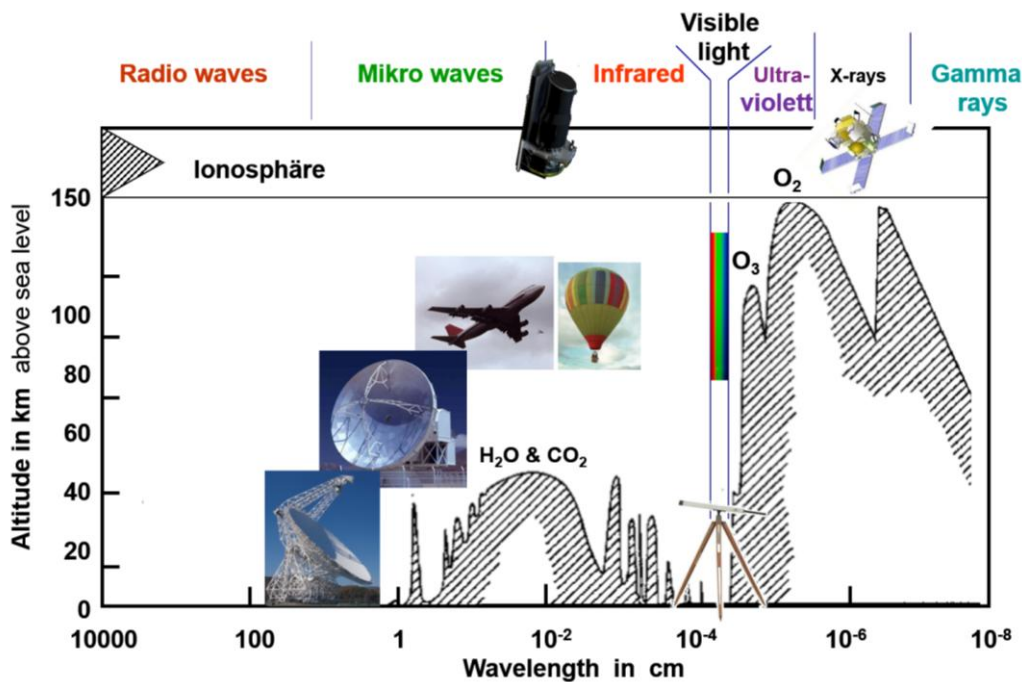 Visible
light
Radio waves
Mikro waves
Infrared
Ultra-
violett
X-rays
Gamma
rays
Ionosphäre
O₂
150
O₃
100
80
60
H₂O & CO₂
40
20
0
Altitude in km above sea level
10000
100
1
10⁻²
10⁻⁴
10⁻⁶
10⁻⁸
Wavelength in cm